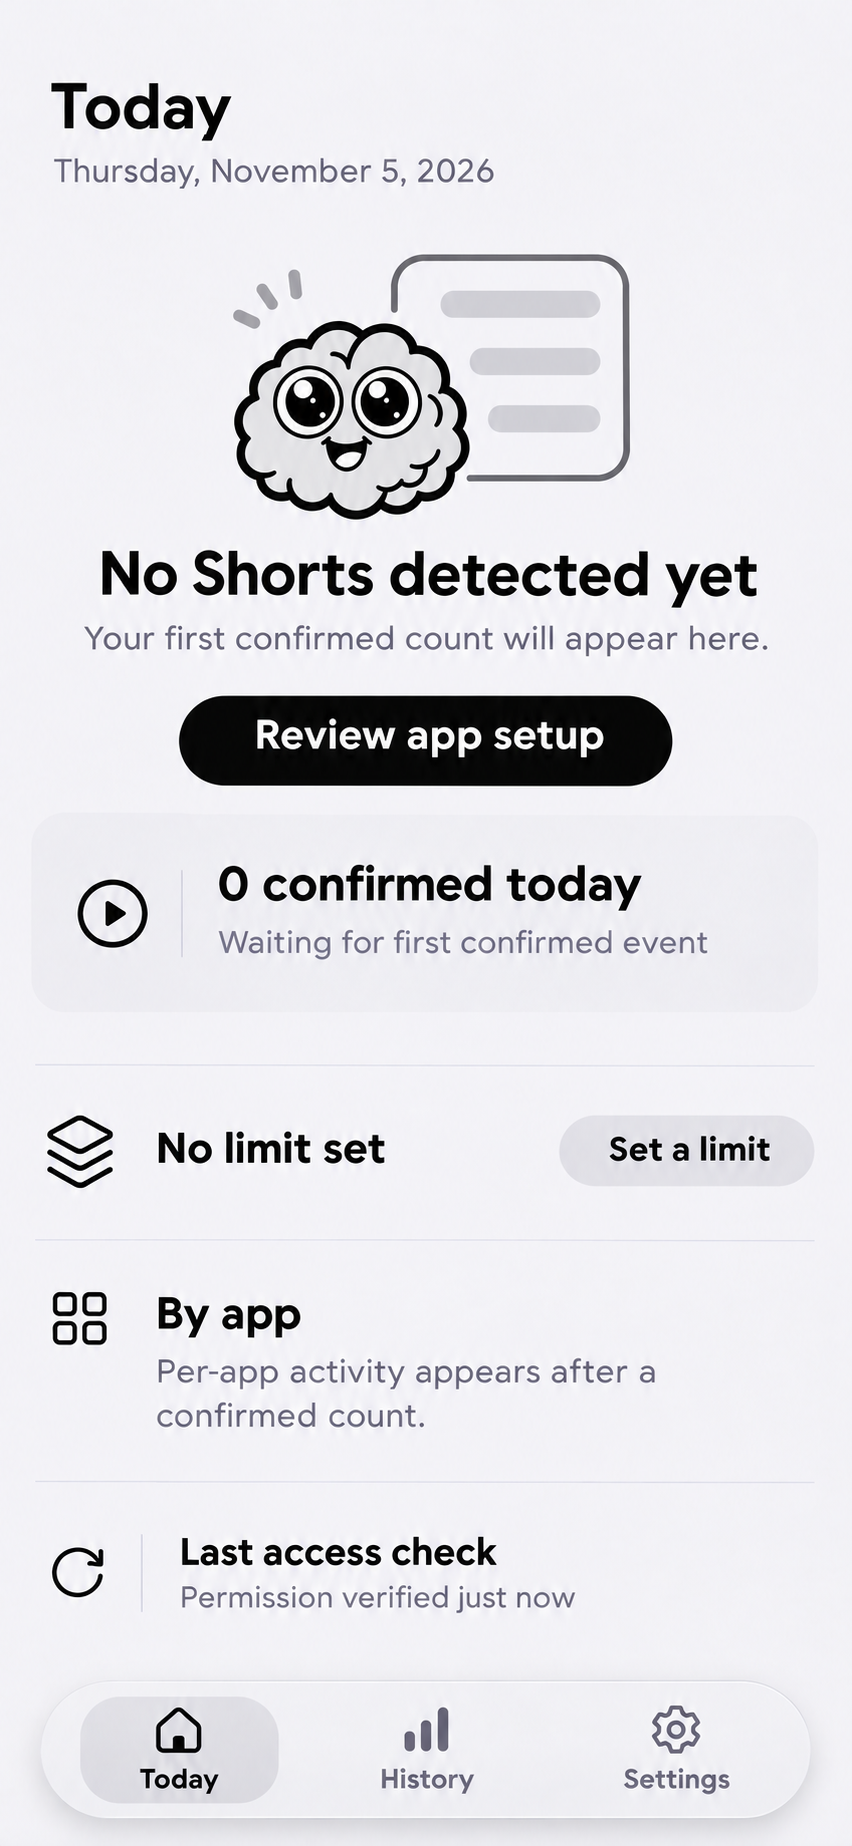 Today
Thursday, November 5, 2026
No Shorts detected yet
Your first confirmed count will appear here.
Review app setup
0 confirmed today
Waiting for first confirmed event
No limit set
Set a limit
By app
Per-app activity appears after a
confirmed count.
Last access check
Permission verified just now
Today
History
Settings